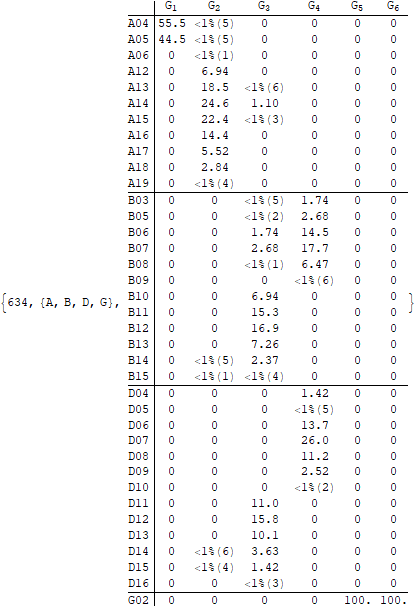 G1 G2 G3 G4 G5 G6
A04 55.5 <1%(5) 0 0 0 0
A05 44.5 <1%(5) 0 0 0 0
A06 0 <1%(1) 0 0 0 0
A12 0 6.94 0 0 0 0
A13 0 18.5 <1%(6) 0 0 0
A14 0 24.6 1.10 0 0 0
A15 0 22.4 <1%(3) 0 0 0
A16 0 14.4 0 0 0 0
A17 0 5.52 0 0 0 0
A18 0 2.84 0 0 0 0
A19 0 <1%(4) 0 0 0 0
B03 0 0 <1%(5) 1.74 0 0
B05 0 0 <1%(2) 2.68 0 0
B06 0 0 1.74 14.5 0 0
B07 0 0 2.68 17.7 0 0
B08 0 0 <1%(1) 6.47 0 0
B09 0 0 0 <1%(6) 0 0
{634, {A, B, D, G}, B10 0 0 6.94 0 0 0 }
B11 0 0 15.3 0 0 0
B12 0 0 16.9 0 0 0
B13 0 0 7.26 0 0 0
B14 0 <1%(5) 2.37 0 0 0
B15 0 <1%(1) <1%(4) 0 0 0
D04 0 0 0 1.42 0 0
D05 0 0 0 <1%(5) 0 0
D06 0 0 0 13.7 0 0
D07 0 0 0 26.0 0 0
D08 0 0 0 11.2 0 0
D09 0 0 0 2.52 0 0
D10 0 0 0 <1%(2) 0 0
D11 0 0 11.0 0 0 0
D12 0 0 15.8 0 0 0
D13 0 0 10.1 0 0 0
D14 0 <1%(6) 3.63 0 0 0
D15 0 <1%(4) 1.42 0 0 0
D16 0 0 <1%(3) 0 0 0
G02 0 0 0 0 100. 100.